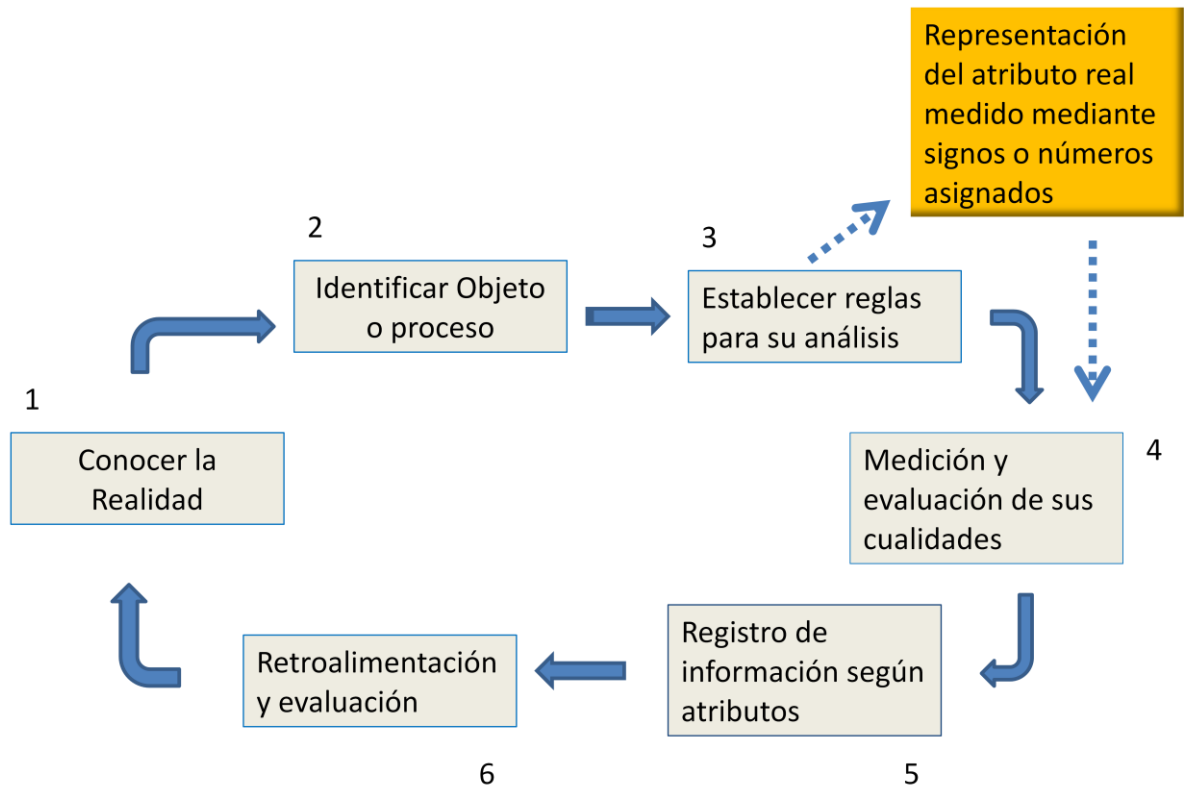 Representación
del atributo real
medido mediante
signos o números
asignados
2
Identificar Objeto
o proceso
3
Establecer reglas
para su análisis
1
Conocer la
Realidad
4
Medición y
evaluación de sus
cualidades
Registro de
información según
atributos
5
Retroalimentación
y evaluación
6